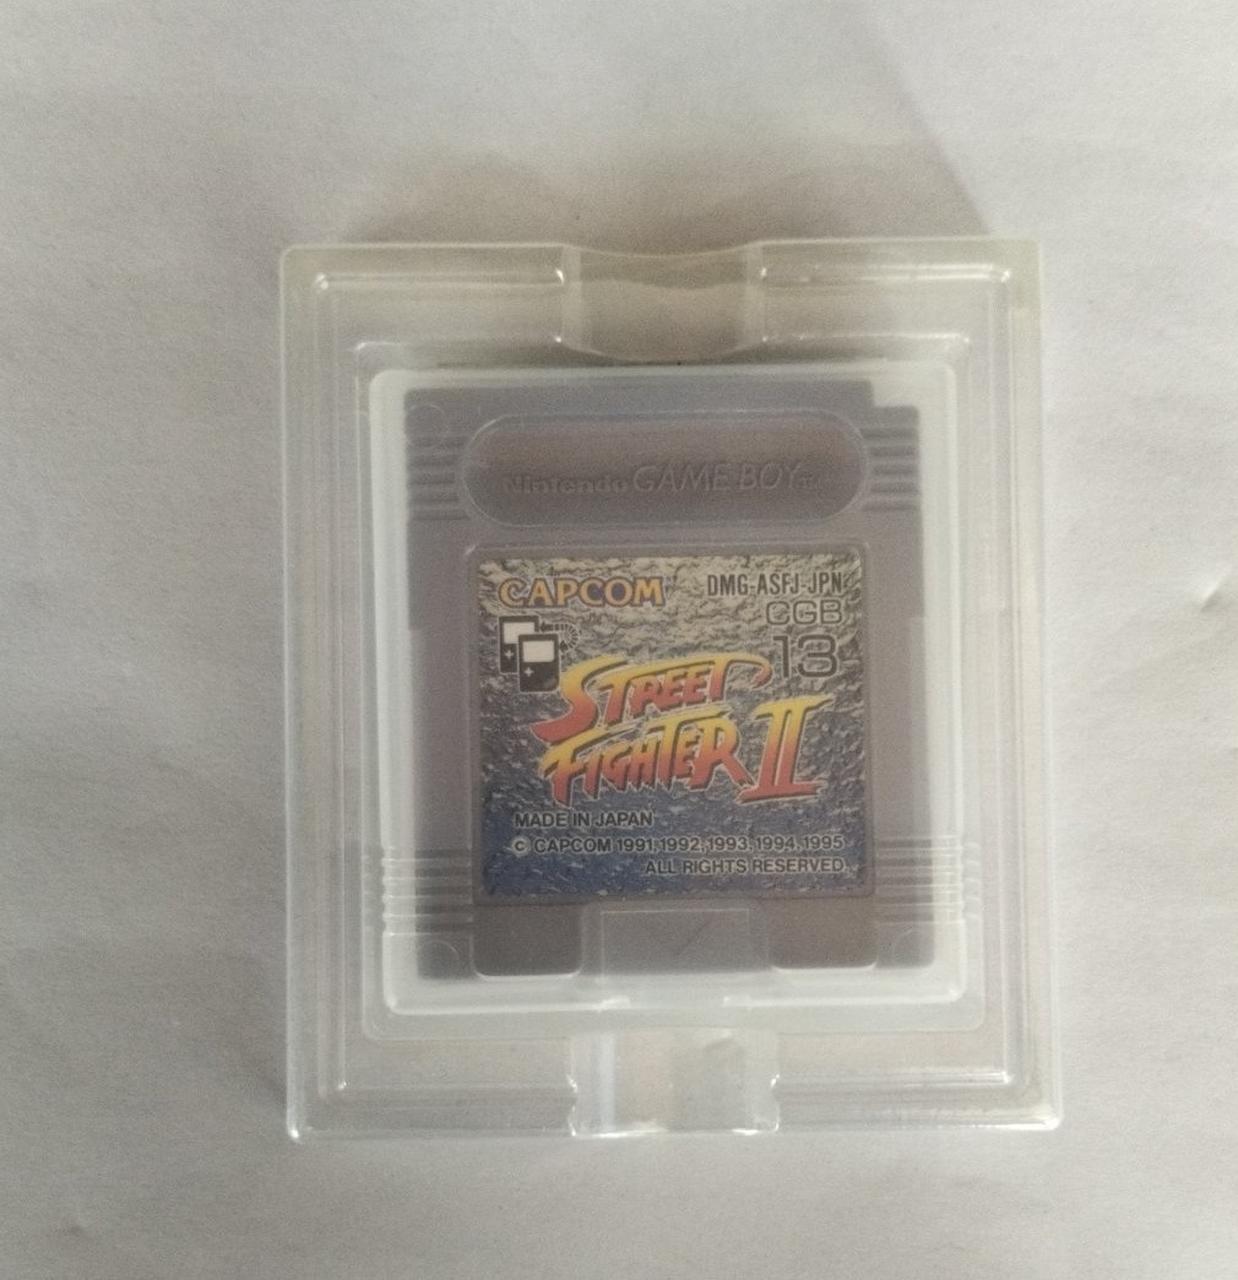 Nintendo GAME BOY TM
CAPCOM DMG-ASFJ-JPN
CGB
13
STREET
FIGHTER II
MADE IN JAPAN
© CAPCOM 1991,1992,1993,1994,1995
ALL RIGHTS RESERVED.